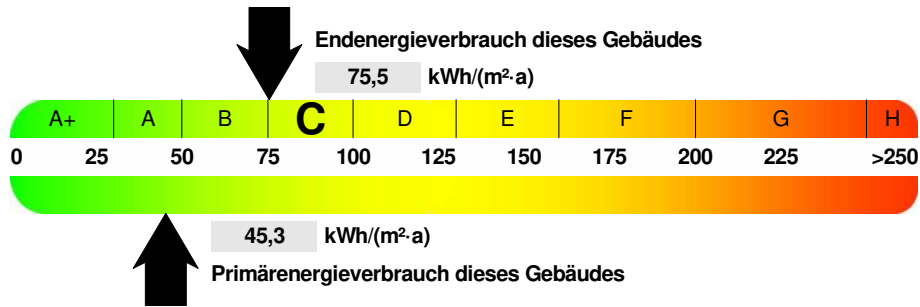 Endenergieverbrauch dieses Gebäudes
75,5 kWh/(m²·a)
A+ A B C D E F G H
0 25 50 75 100 125 150 175 200 225 >250
45,3 kWh/(m²·a)
Primärenergieverbrauch dieses Gebäudes